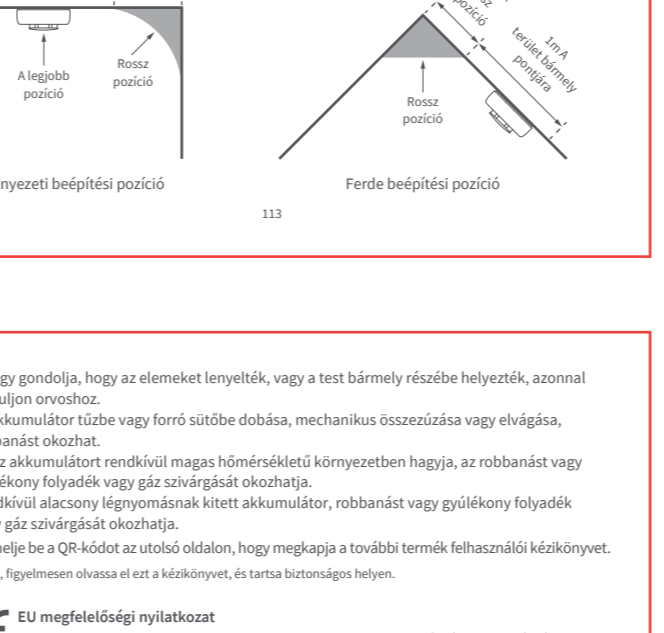 A legjobb
pozíció
Rossz
pozíció
nyezeti beépítési pozíció
pozíció
1m A
terület bármely
pontjára
Rossz
pozíció
Ferde beépítési pozíció
113
gy gondolja, hogy az elemeket lenyelték, vagy a test bármely részébe helyezték, azonnal
uljon orvoshoz.
kkumulátor tűzbe vagy forró sütőbe dobása, mechanikus összezúzása vagy elvágása,
banást okozhat.
z akkumulátort rendkívül magas hőmérsékletű környezetben hagyja, az robbanást vagy
ékony folyadék vagy gáz szivárgását okozhatja.
dkívül alacsony légnyomásnak kitett akkumulátor, robbanást vagy gyúlékony folyadék
gáz szivárgását okozhatja.
nelje be a QR-kódot az utolsó oldalon, hogy megkapja a további termék felhasználói kézikönyvet.
, figyelmesen olvassa el ezt a kézikönyvet, és tartsa biztonságos helyen.
EU megfelelőségi nyilatkozat